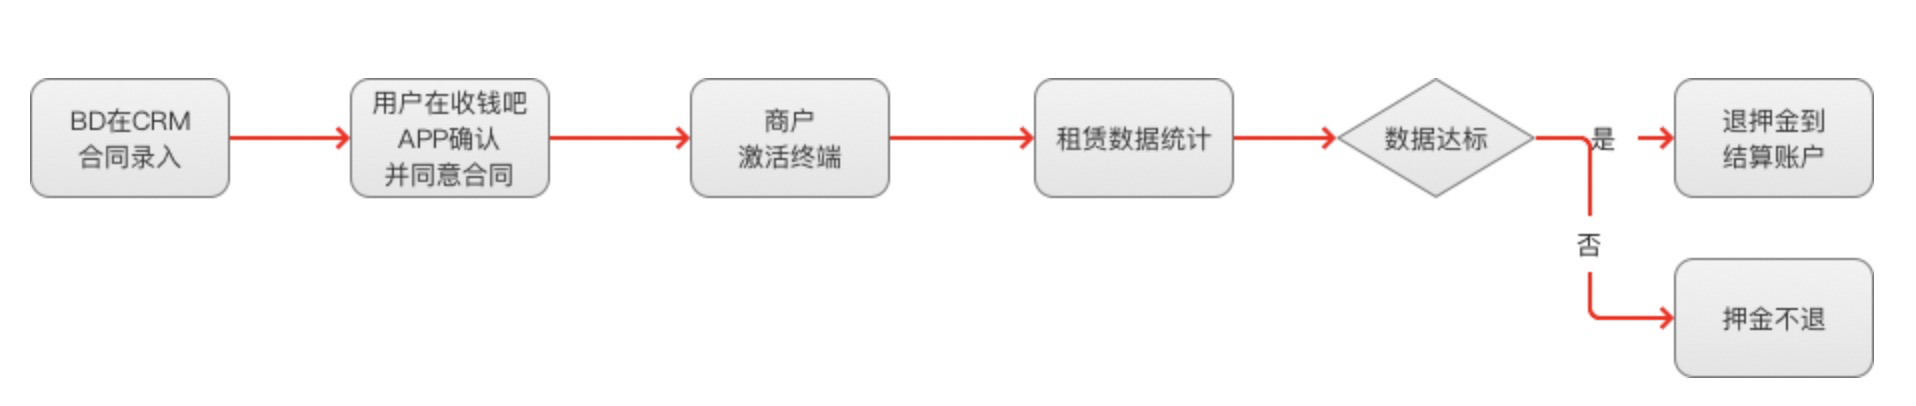 BD在CRM
合同录入
用户在收钱吧
APP确认
并同意合同
商户
激活终端
租赁数据统计
数据达标
是
退押金到
结算账户
否
押金不退